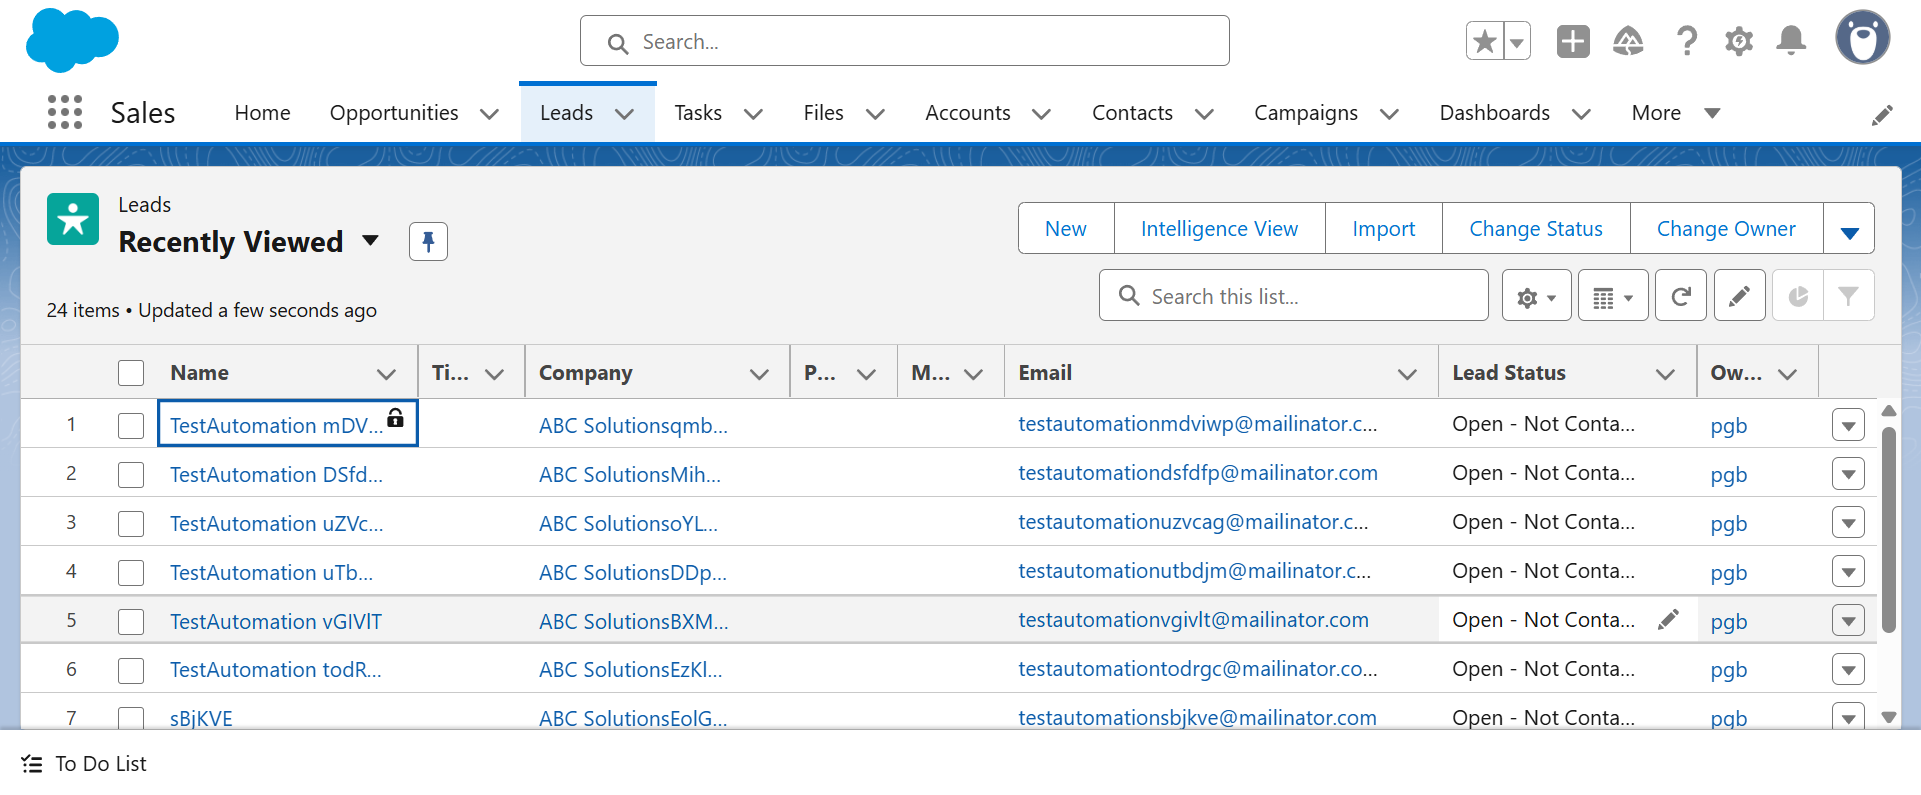 Search...
Sales Home Opportunities Leads Tasks Files Accounts Contacts Campaigns Dashboards More
Leads
Recently Viewed
New Intelligence View Import Change Status Change Owner
24 items • Updated a few seconds ago
Search this list...
Name Ti... Company P... M... Email Lead Status Ow...
1 TestAutomation mDV... ABC Solutionsqmb... testautomationmdviwp@mailinator.c... Open - Not Conta... pgb
2 TestAutomation DSfd... ABC SolutionsMih... testautomationdsfdfp@mailinator.com Open - Not Conta... pgb
3 TestAutomation uZVc... ABC SolutionsoYL... testautomationuzvcag@mailinator.c... Open - Not Conta... pgb
4 TestAutomation uTb... ABC SolutionsDDp... testautomationutbdjm@mailinator.c... Open - Not Conta... pgb
5 TestAutomation vGIVlT ABC SolutionsBXM... testautomationvgivlt@mailinator.com Open - Not Conta... pgb
6 TestAutomation todR... ABC SolutionsEzKl... testautomationtodrgc@mailinator.co... Open - Not Conta... pgb
7 sBjKVE ABC SolutionsEolG... testautomationsbjkve@mailinator.com Open - Not Conta... pgb
To Do List